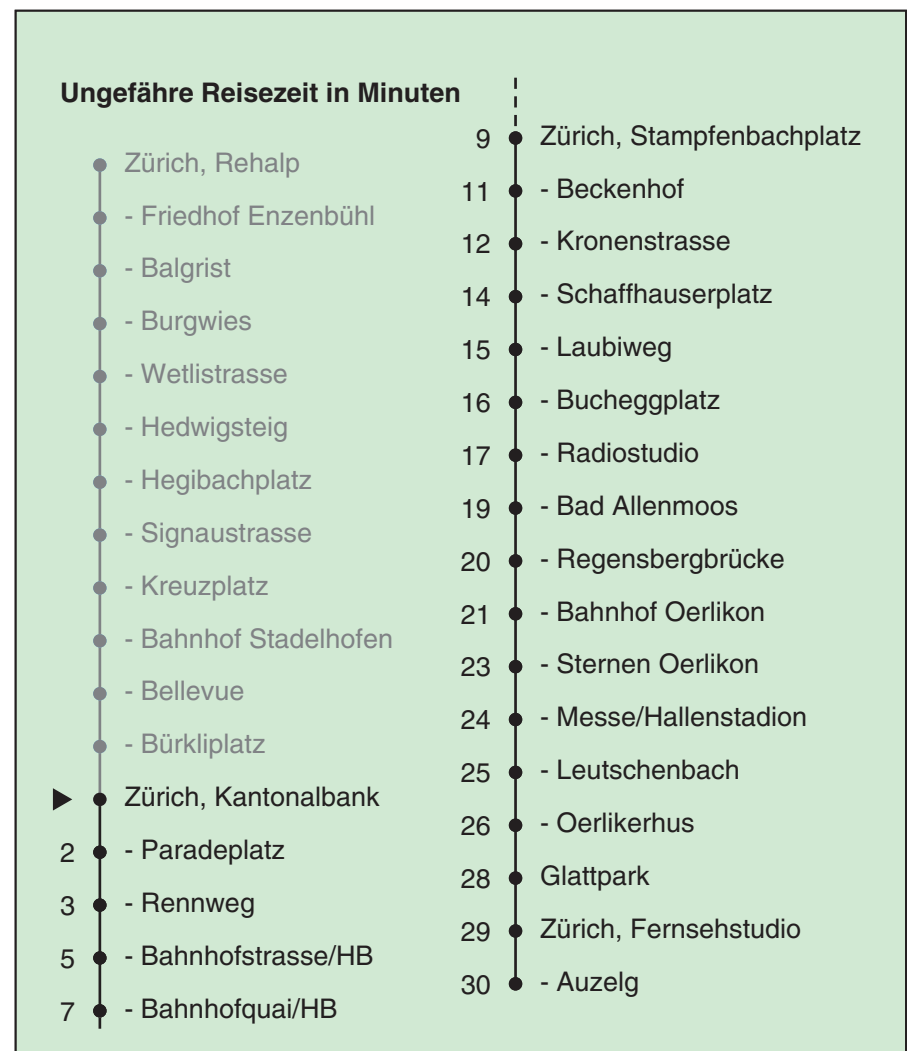 Ungefähre Reisezeit in Minuten
Zürich, Rehalp
- Friedhof Enzenbühl
- Balgrist
- Burgwies
- Wetlistrasse
- Hedwigsteig
- Hegibachplatz
- Signaustrasse
- Kreuzplatz
- Bahnhof Stadelhofen
- Bellevue
- Bürkliplatz
Zürich, Kantonalbank
2 - Paradeplatz
3 - Rennweg
5 - Bahnhofstrasse/HB
7 - Bahnhofquai/HB
9 Zürich, Stampfenbachplatz
11 - Beckenhof
12 - Kronenstrasse
14 - Schaffhauserplatz
15 - Laubiweg
16 - Bucheggplatz
17 - Radiostudio
19 - Bad Allenmoos
20 - Regensbergbrücke
21 - Bahnhof Oerlikon
23 - Sternen Oerlikon
24 - Messe/Hallenstadion
25 - Leutschenbach
26 - Oerlikerhus
28 Glattpark
29 Zürich, Fernsehstudio
30 - Auzelg